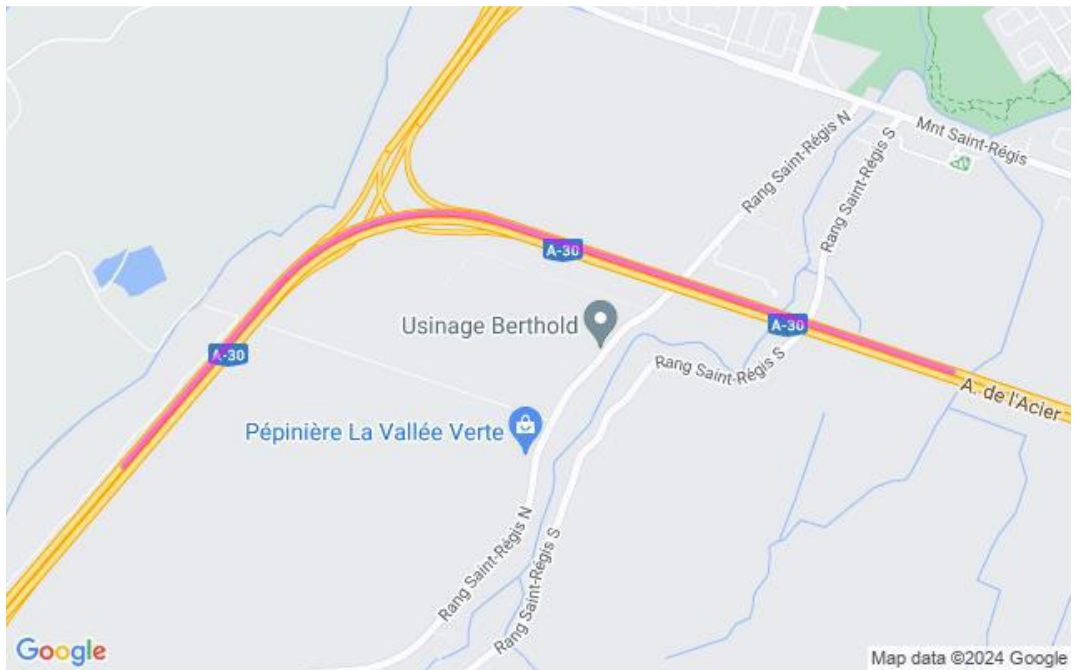 Mnt Saint-Régis
Rang Saint-Régis N
Rang Saint-Régis S
A-30
Usinage Berthold
A-30
A-30
Rang Saint-Régis S
A. de l'Acier
Pépinière La Vallée Verte
Rang Saint-Régis N
Rang Saint-Régis S
Google
Map data ©2024 Google